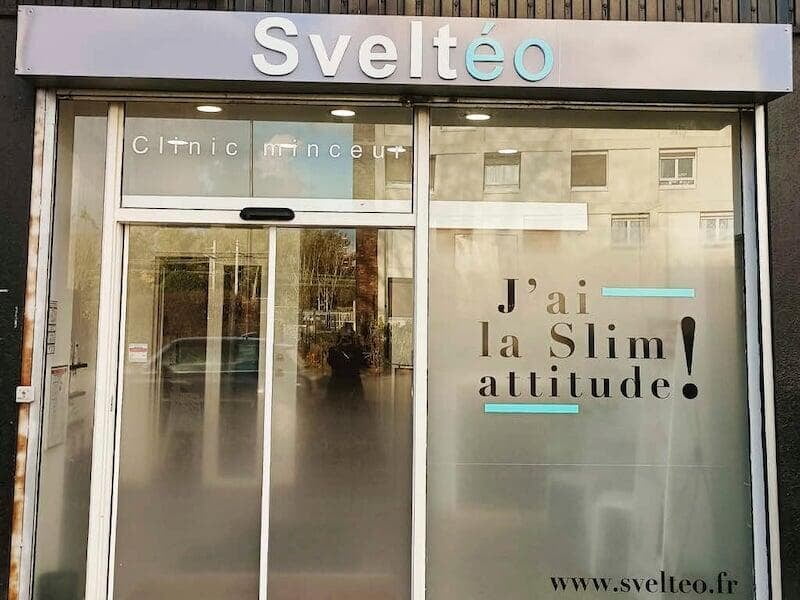 Sveltéo
Clinic minceur
J'ai
la Slim
attitude!
www.svelteo.fr